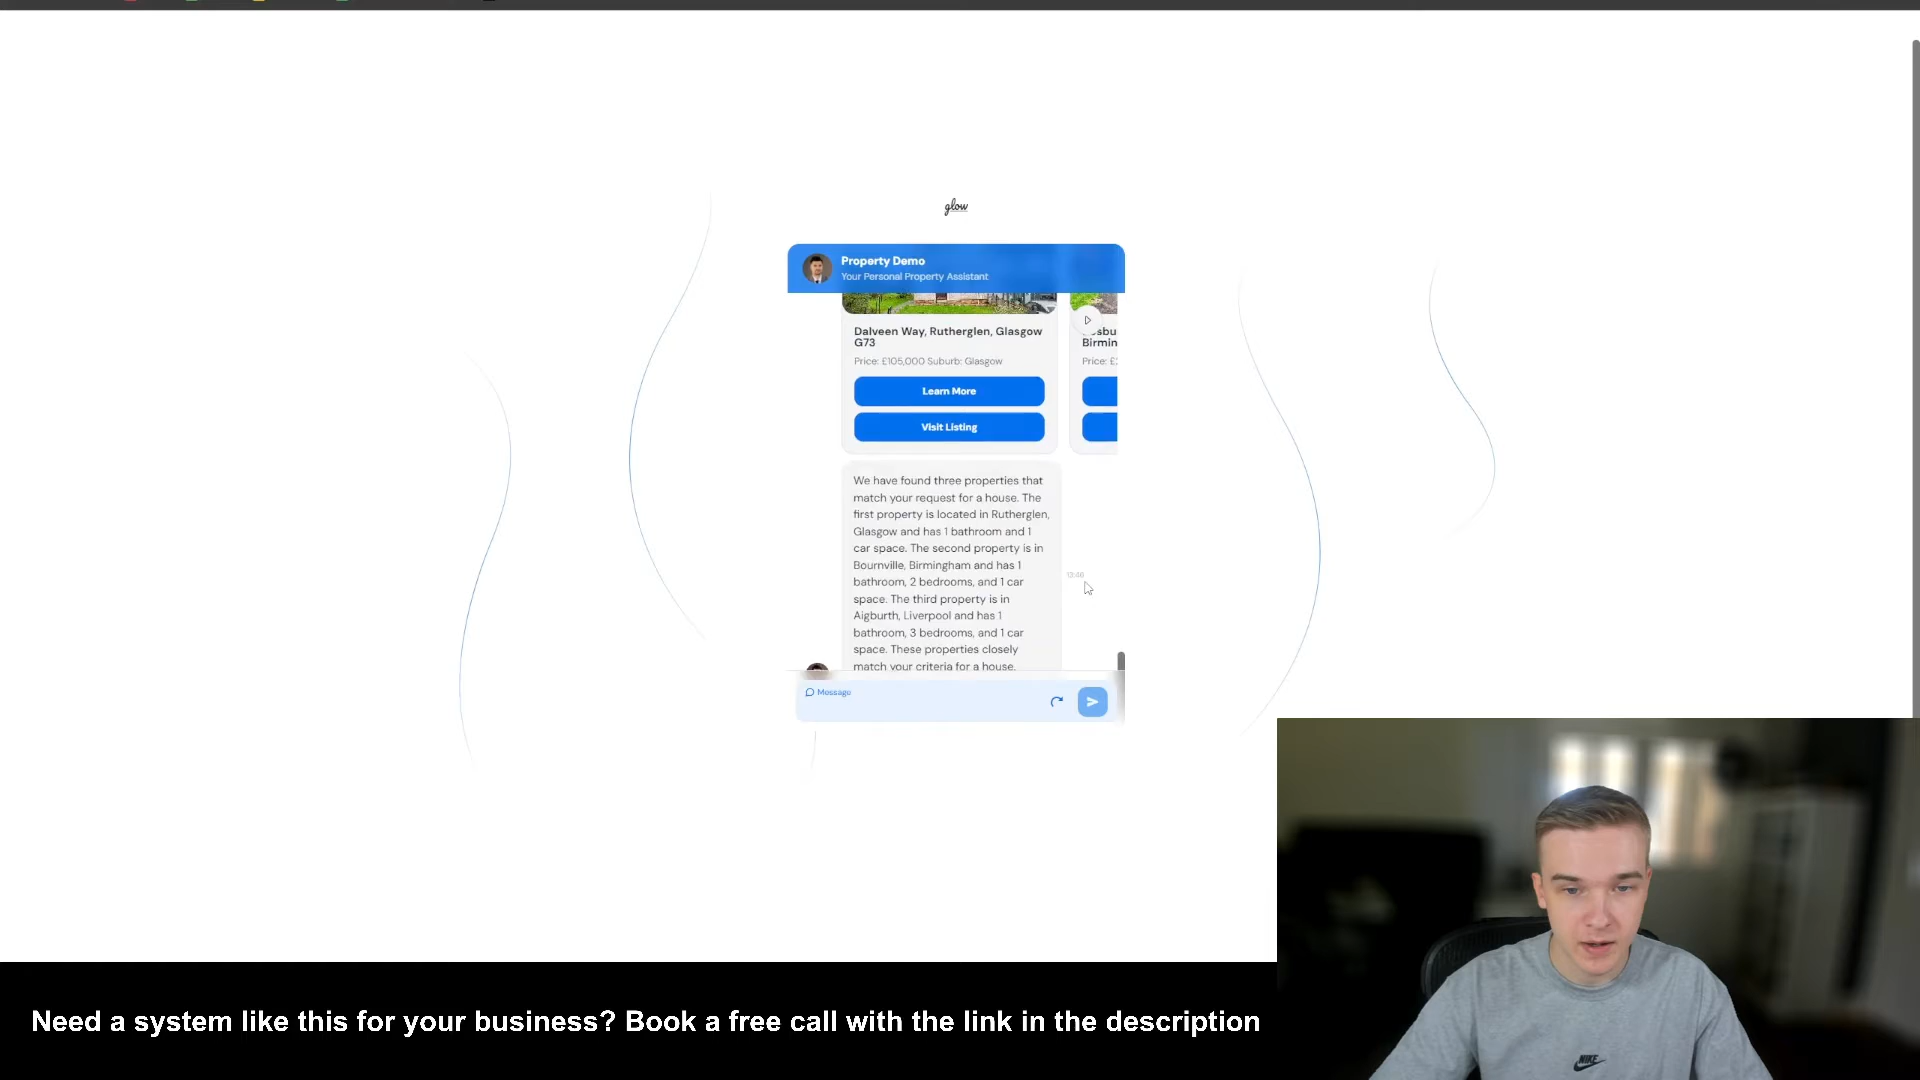 glow
Property Demo
Your Personal Property Assistant
Dalveen Way, Rutherglen, Glasgow
G73
Price: £105,000 Suburb: Glasgow
Learn More
Visit Listing
Birmin
Price: £
We have found three properties that
match your request for a house. The
first property is located in Rutherglen,
Glasgow and has 1 bathroom and 1
car space. The second property is in
Bournville, Birmingham and has 1
bathroom, 2 bedrooms, and 1 car
space. The third property is in
Aigburth, Liverpool and has 1
bathroom, 3 bedrooms, and 1 car
space. These properties closely
match your criteria for a house.
Message
NIKE
Need a system like this for your business? Book a free call with the link in the description